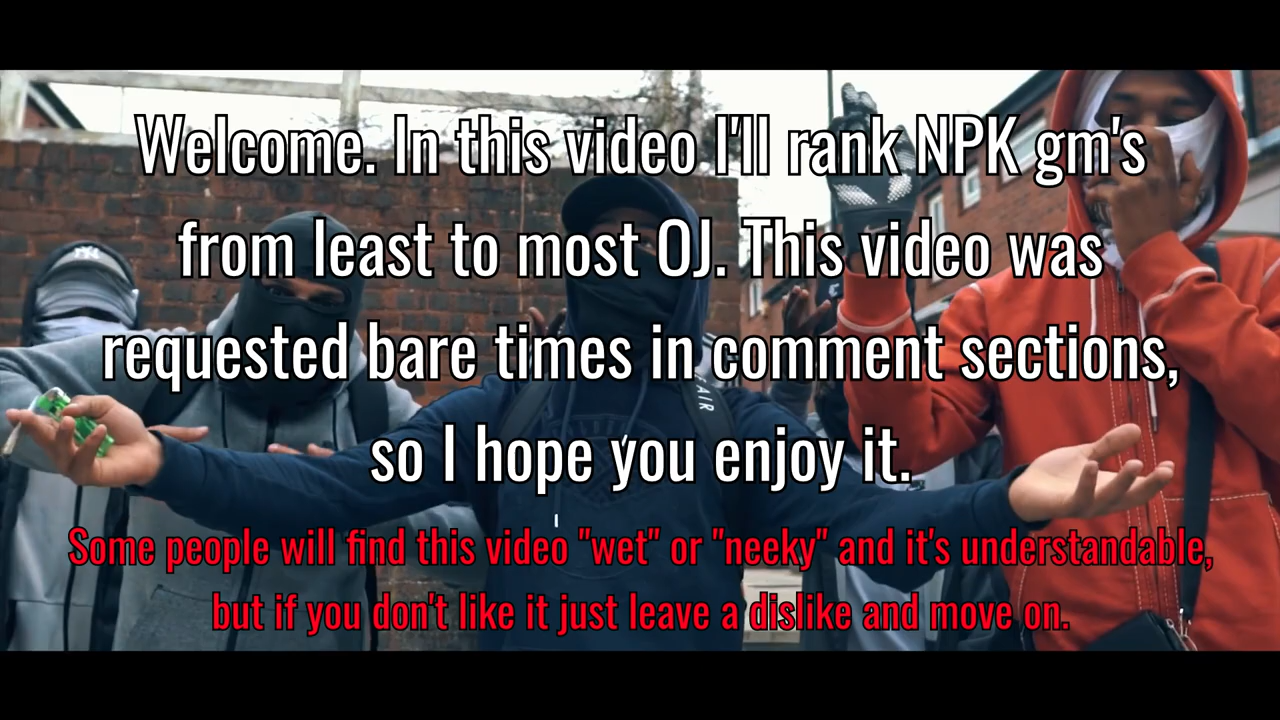 Welcome. In this video I'll rank NPK gm's
from least to most OJ. This video was
requested bare times in comment sections,
so I hope you enjoy it.
Some people will find this video "wet" or "neeky" and it's understandable,
but if you don't like it just leave a dislike and move on.